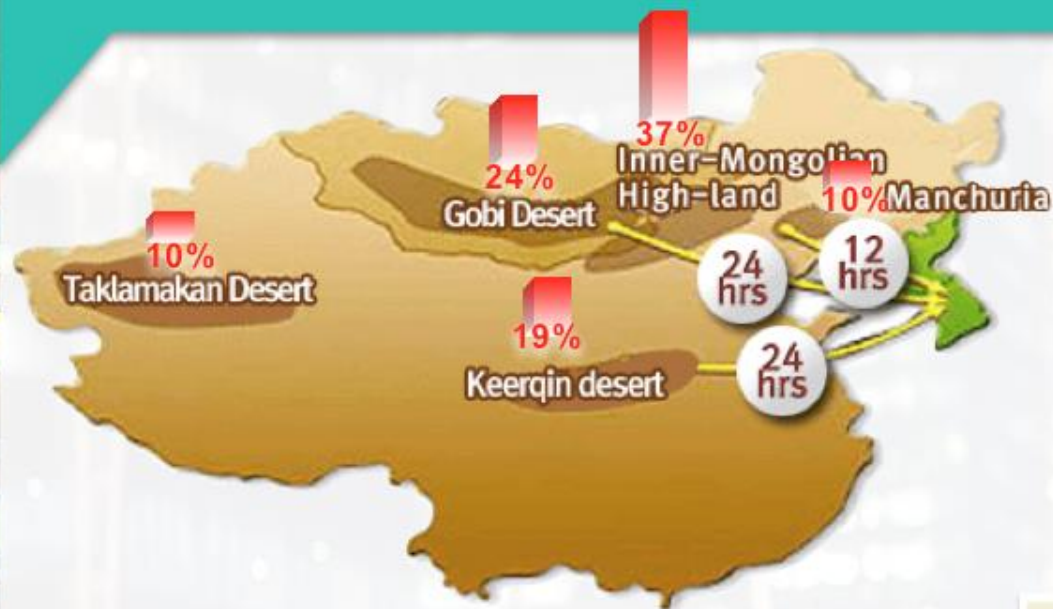 37%
Inner-Mongolian
High-land
24%
Gobi Desert
10%
Manchuria
10%
Taklamakan Desert
24
hrs
12
hrs
19%
Keerqin desert
24
hrs